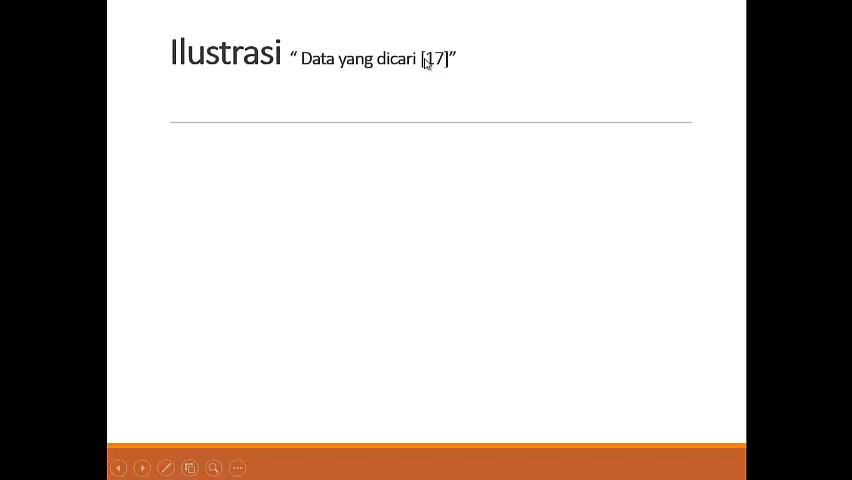 Ilustrasi “ Data yang dicari [17]”